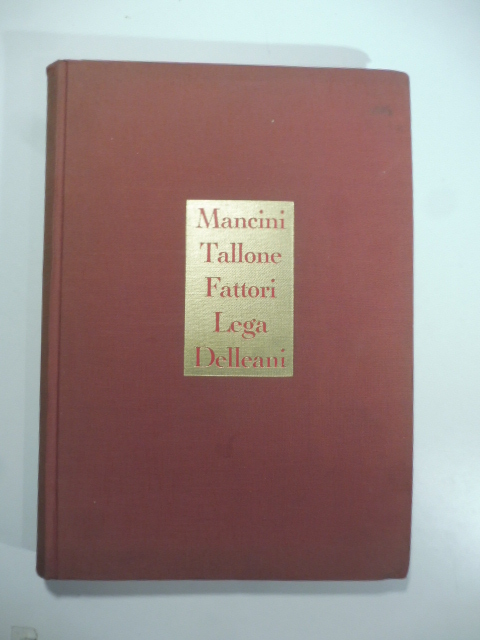 Mancini
Tallone
Fattori
Lega
Delleani